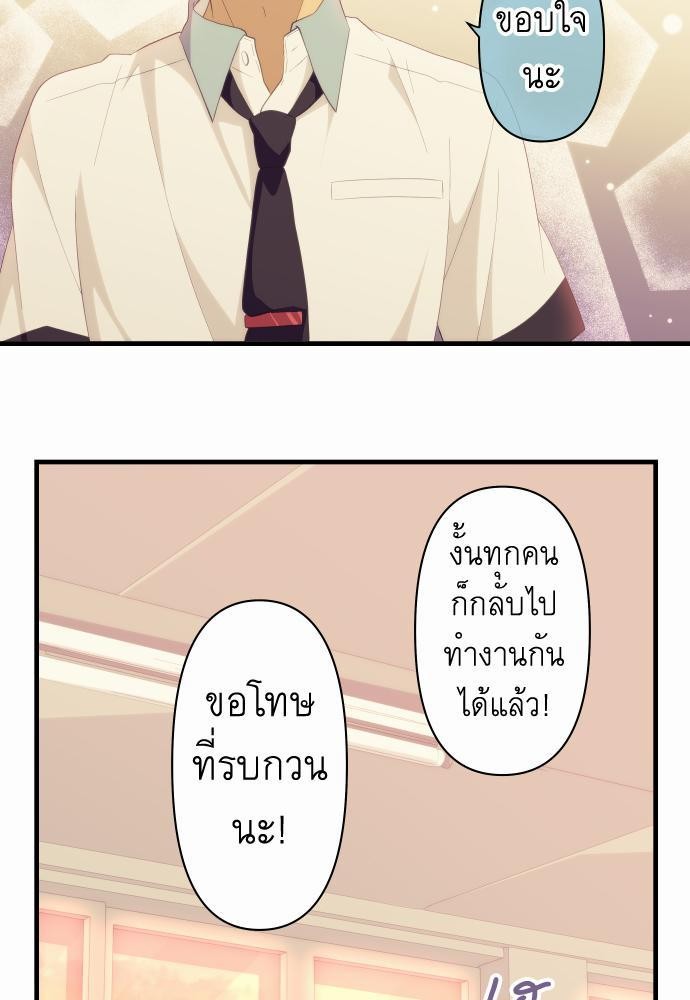 ขอบใจ
นะ
งั้นทุกคน
ก็กลับไป
ทำงานกัน
ได้แล้ว!
ขอโทษ
ที่รบกวน
นะ!